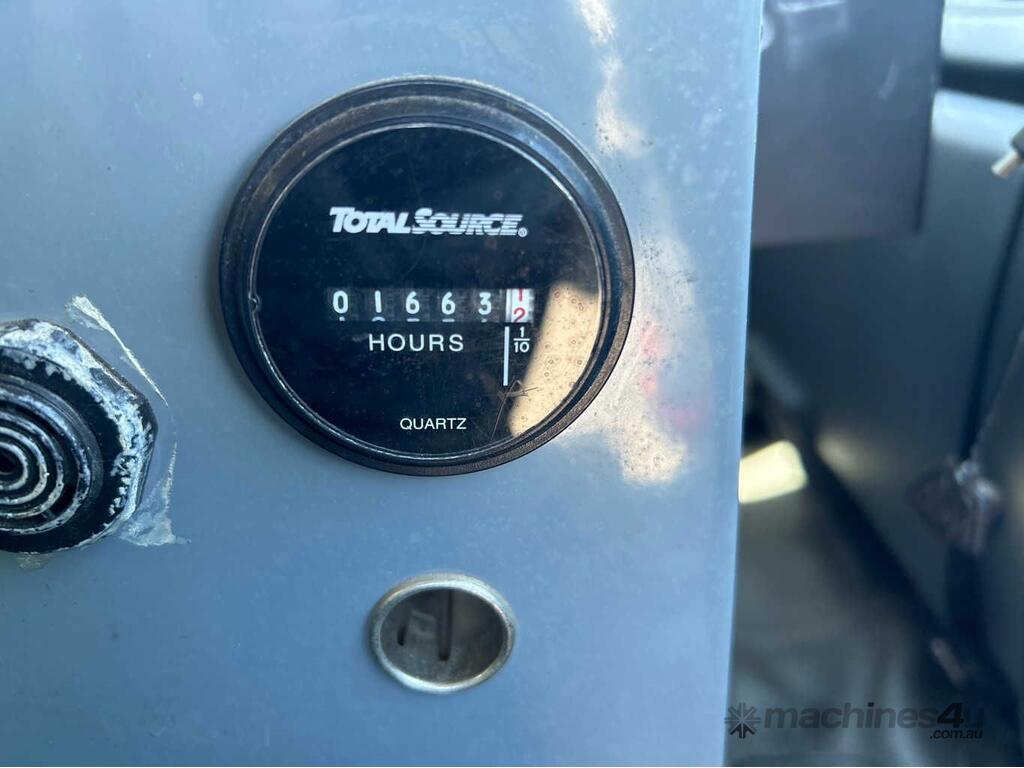 TOTALSOURCE®
0 1 6 6 3
2
HOURS
1/10
QUARTZ
machines4u
.com.au